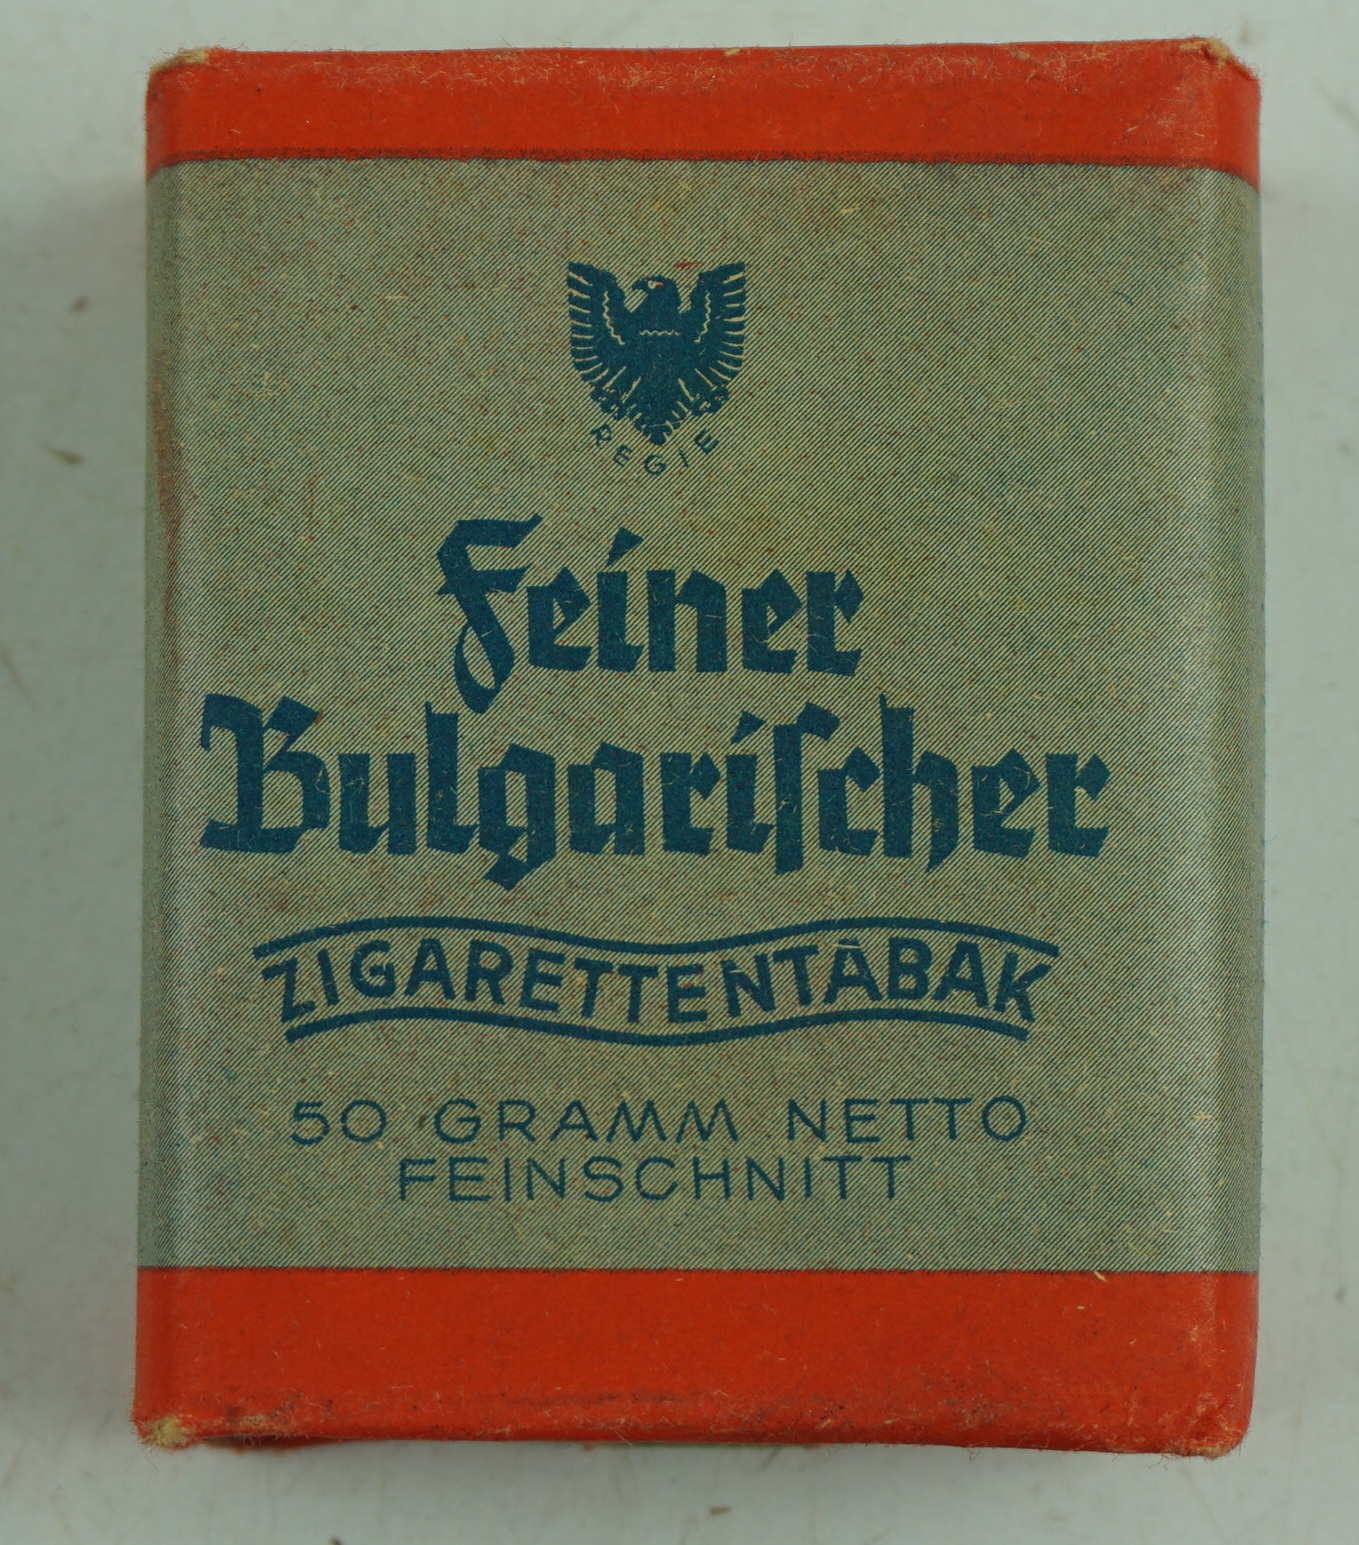 REGIE
Feiner
Bulgariſcher
ZIGARETTENTABAK
50 GRAMM NETTO
FEINSCHNITT